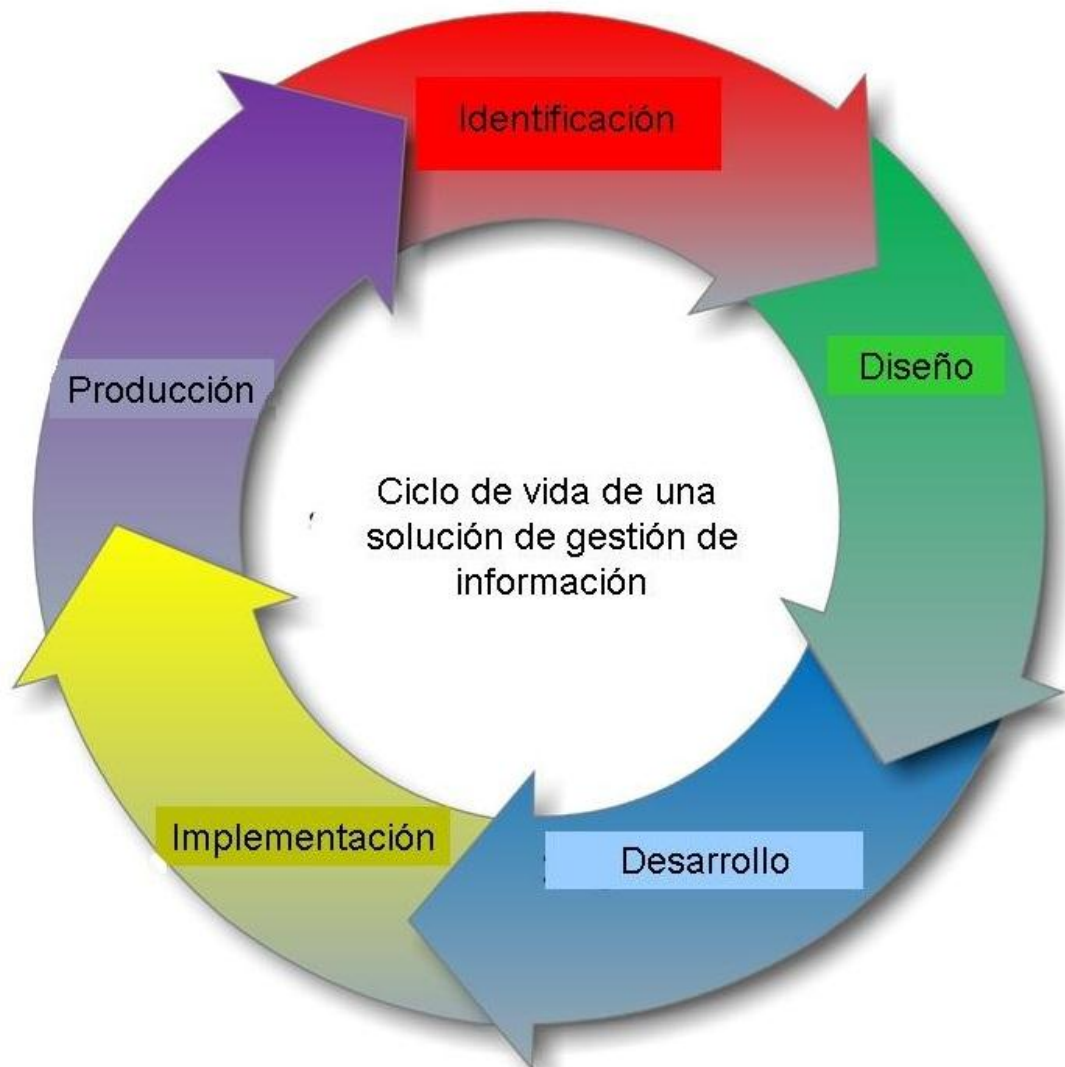 Identificación
Diseño
Producción
Ciclo de vida de una
solución de gestión de
información
Implementación
Desarrollo